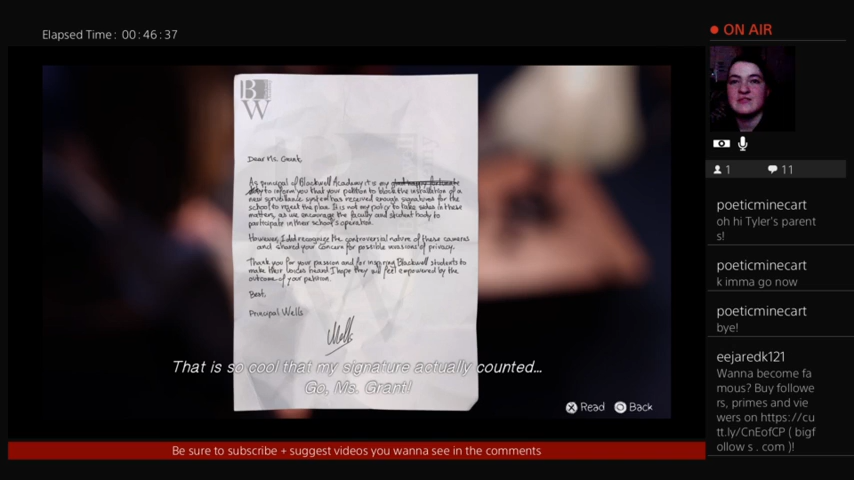 Elapsed Time: 00:46:37
ON AIR
B
W
Dear Ms. Grant,
As principal of Blackwell Academy it is my
duty to inform you that your petition to block the installation of a
new surveillance system has received enough signatures for the
school to reject the plan. It is not my policy to take sides in these
matters, as we encourage the faculty and student body to
participate in their school's operation.
However, I did recognize the controversial nature of these cameras
and shared your concern for possible invasions of privacy.
Thank you for your passion and for inspiring Blackwell students to
make their voices heard. I hope they will feel empowered by the
outcome of your petition.
Best,
Principal Wells
Wells
That is so cool that my signature actually counted...
Go, Ms. Grant!
Read
Back
Be sure to subscribe + suggest videos you wanna see in the comments
1
11
poeticminecart
oh hi Tyler's parent
s!
poeticminecart
k imma go now
poeticminecart
bye!
eejaredk121
Wanna become fa
mous? Buy followe
rs, primes and vie
wers on https://cu
tt.ly/CnEofCP ( bigf
ollow s . com )!